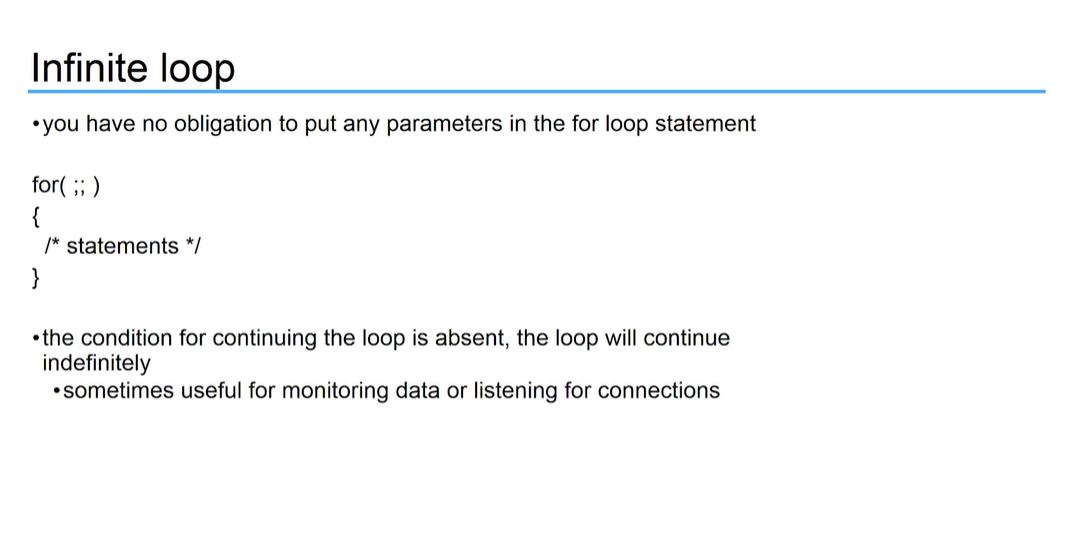 Infinite loop
•you have no obligation to put any parameters in the for loop statement
for( ;; )
{
/* statements */
}
•the condition for continuing the loop is absent, the loop will continue
indefinitely
•sometimes useful for monitoring data or listening for connections